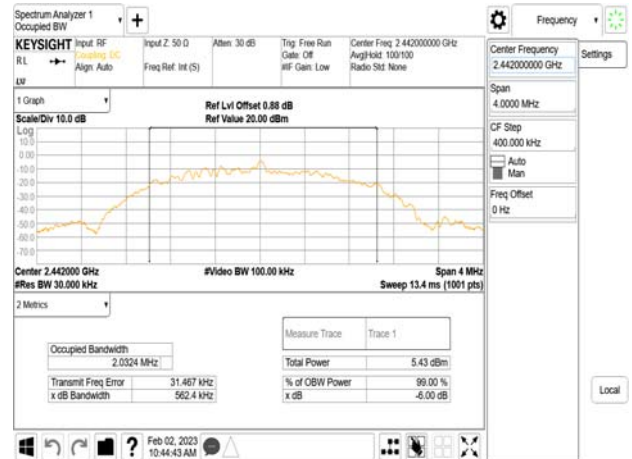 Spectrum Analyzer 1
Occupied BW
Frequency
KEYSIGHT
Input: RF
Coupling: DC
Align: Auto
Input Z: 50 Ω
Freq Ref: Int (S)
Atten: 30 dB
Trig: Free Run
Gate: Off
#IF Gain: Low
Center Freq: 2.442000000 GHz
Avg|Hold: 100/100
Radio Std: None
RL
Center Frequency
2.442000000 GHz
Settings
Span
4.0000 MHz
CF Step
400.000 kHz
Auto
Man
Freq Offset
0 Hz
1 Graph
Scale/Div 10.0 dB
Ref Lvl Offset 0.88 dB
Ref Value 20.00 dBm
Log
10.0
0.00
-10.0
-20.0
-30.0
-40.0
-50.0
-60.0
-70.0
Center 2.442000 GHz
#Res BW 30.000 kHz
#Video BW 100.00 kHz
Span 4 MHz
Sweep 13.4 ms (1001 pts)
2 Metrics
Measure Trace
Trace 1
Occupied Bandwidth
2.0324 MHz
Total Power
5.43 dBm
Transmit Freq Error
31.467 kHz
% of OBW Power
99.00 %
x dB Bandwidth
562.4 kHz
x dB
-6.00 dB
Local
?
Feb 02, 2023
10:44:43 AM